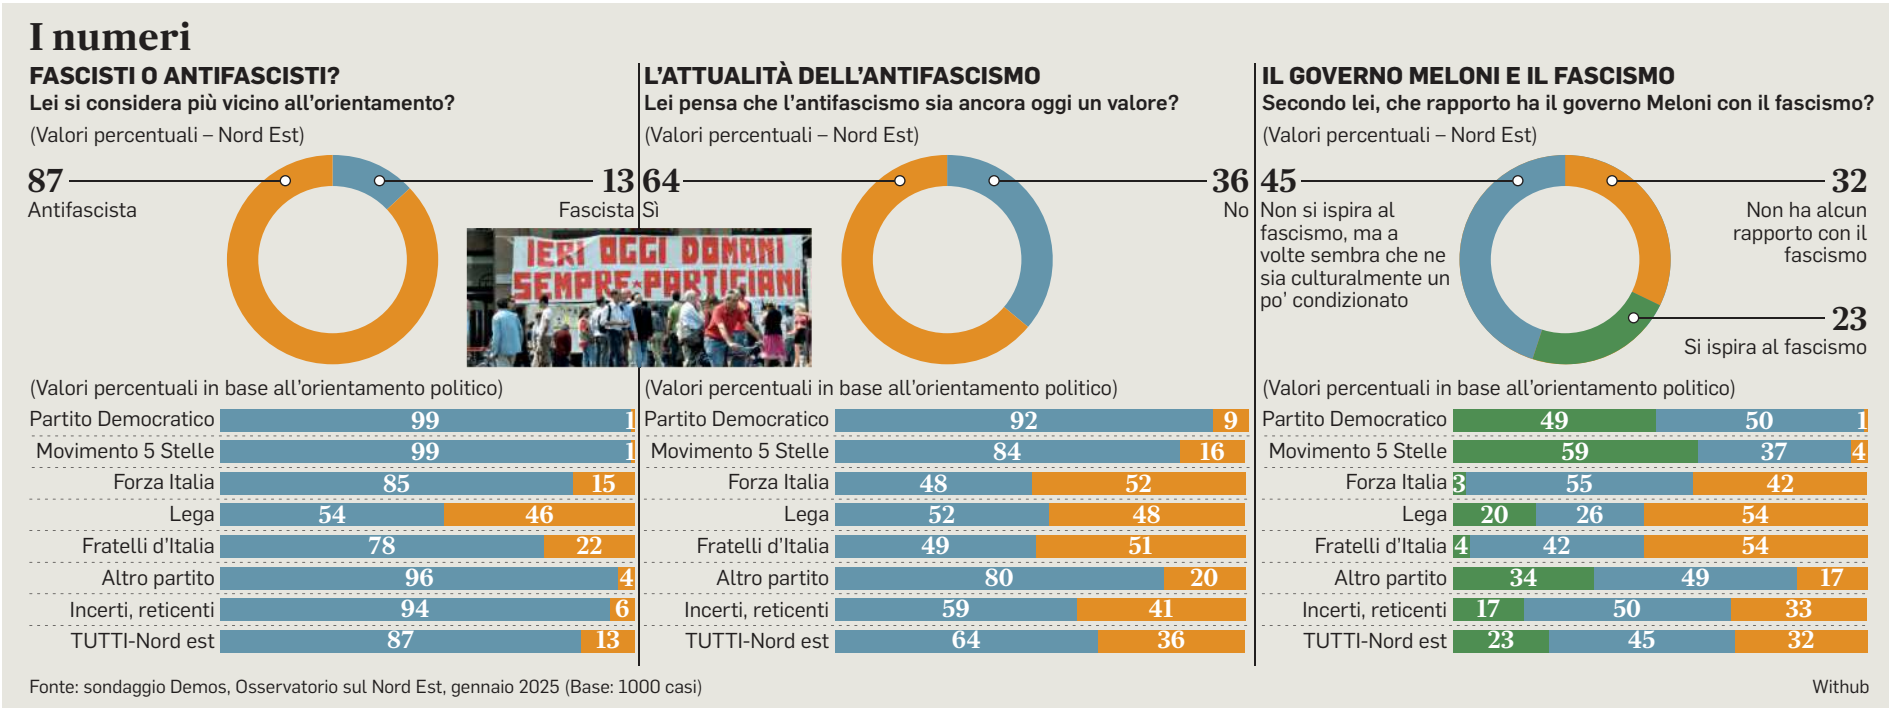 I numeri
FASCISTI O ANTIFASCISTI?
Lei si considera più vicino all'orientamento?
(Valori percentuali – Nord Est)
87
Antifascista
13
Fascista
IERI OGGI DOMANI
SEMPRE★PARTIGIANI
(Valori percentuali in base all'orientamento politico)
Partito Democratico 99 1
Movimento 5 Stelle 99 1
Forza Italia 85 15
Lega 54 46
Fratelli d'Italia 78 22
Altro partito 96 4
Incerti, reticenti 94 6
TUTTI-Nord est 87 13
L'ATTUALITÀ DELL'ANTIFASCISMO
Lei pensa che l'antifascismo sia ancora oggi un valore?
(Valori percentuali – Nord Est)
64
Sì
36
No
(Valori percentuali in base all'orientamento politico)
Partito Democratico 92 9
Movimento 5 Stelle 84 16
Forza Italia 48 52
Lega 52 48
Fratelli d'Italia 49 51
Altro partito 80 20
Incerti, reticenti 59 41
TUTTI-Nord est 64 36
IL GOVERNO MELONI E IL FASCISMO
Secondo lei, che rapporto ha il governo Meloni con il fascismo?
(Valori percentuali – Nord Est)
45
Non si ispira al
fascismo, ma a
volte sembra che ne
sia culturalmente un
po' condizionato
32
Non ha alcun
rapporto con il
fascismo
23
Si ispira al fascismo
(Valori percentuali in base all'orientamento politico)
Partito Democratico 49 50 1
Movimento 5 Stelle 59 37 4
Forza Italia 3 55 42
Lega 20 26 54
Fratelli d'Italia 4 42 54
Altro partito 34 49 17
Incerti, reticenti 17 50 33
TUTTI-Nord est 23 45 32
Fonte: sondaggio Demos, Osservatorio sul Nord Est, gennaio 2025 (Base: 1000 casi)
Withub